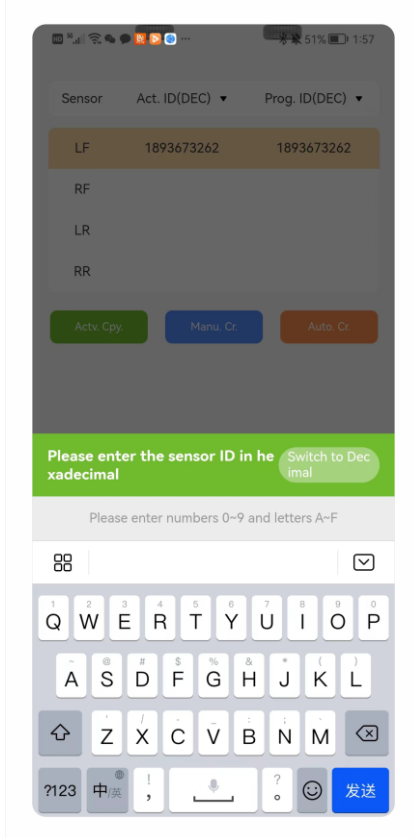 51% 1:57
Sensor Act. ID(DEC) ▼ Prog. ID(DEC) ▼
LF 1893673262 1893673262
RF
LR
RR
Actv. Cpy. Manu. Cr. Auto. Cr.
Please enter the sensor ID in he
xadecimal
Switch to Dec
imal
Please enter numbers 0~9 and letters A~F
1 2 3 4 5 6 7 8 9 0
Q W E R T Y U I O P
~ @ # $ % & * ( )
A S D F G H J K L
' / - _ : ;
Z X C V B N M
! ?
?123 中/英 , 。 发送